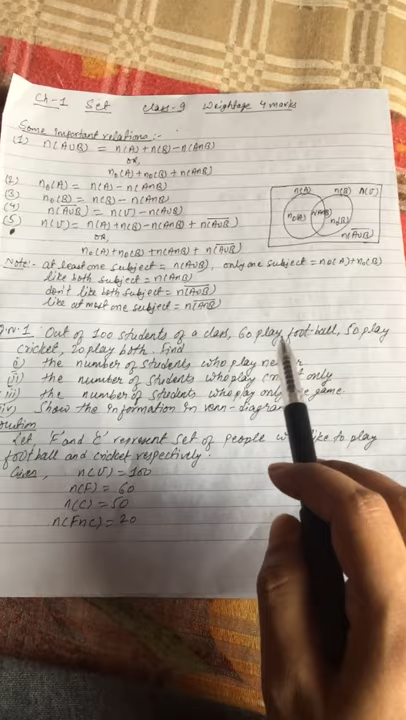 Ch-1 Set Class-9 Weightage 4 marks
Some important relations:-
(1) n(A∪B) = n(A)+n(B)-n(A∩B)
or,
n₀(A)+n₀(B)+n(A∩B)
(2) n₀(A) = n(A) - n(A∩B)
(3) n₀(B) = n(B) - n(A∩B)
(4) n(A̅∪̅B̅) = n(U) - n(A∪B)
(5) n(U) = n(A)+n(B)-n(A∩B) + n(A̅∪̅B̅)
or,
n₀(A)+n₀(B)+n(A∩B)+ n(A̅∪̅B̅)
n(A) n(B) n(U)
n₀(A) n(A∩B) n₀(B)
n(A̅∪̅B̅)
Note:- at least one subject = n(A∪B), only one subject = n₀(A)+n₀(B)
like both subject = n(A∩B)
don't like both subject = n(A̅∪̅B̅)
like at most one subject = n(A̅∩̅B̅)
Q.N.1 Out of 100 students of a class, 60 play foot-ball, 50 play
cricket, 20 play both. Find
(i) the number of students who play
(ii) the number of students who play only
(iii) the number of students who play only game.
(iv) Show the information in venn-diagram
Let, 'F' and 'C' represent set of people like to play
football and cricket respectively.
Given, n(U) = 100
n(F) = 60
n(C) = 50
n(F∩C) = 20